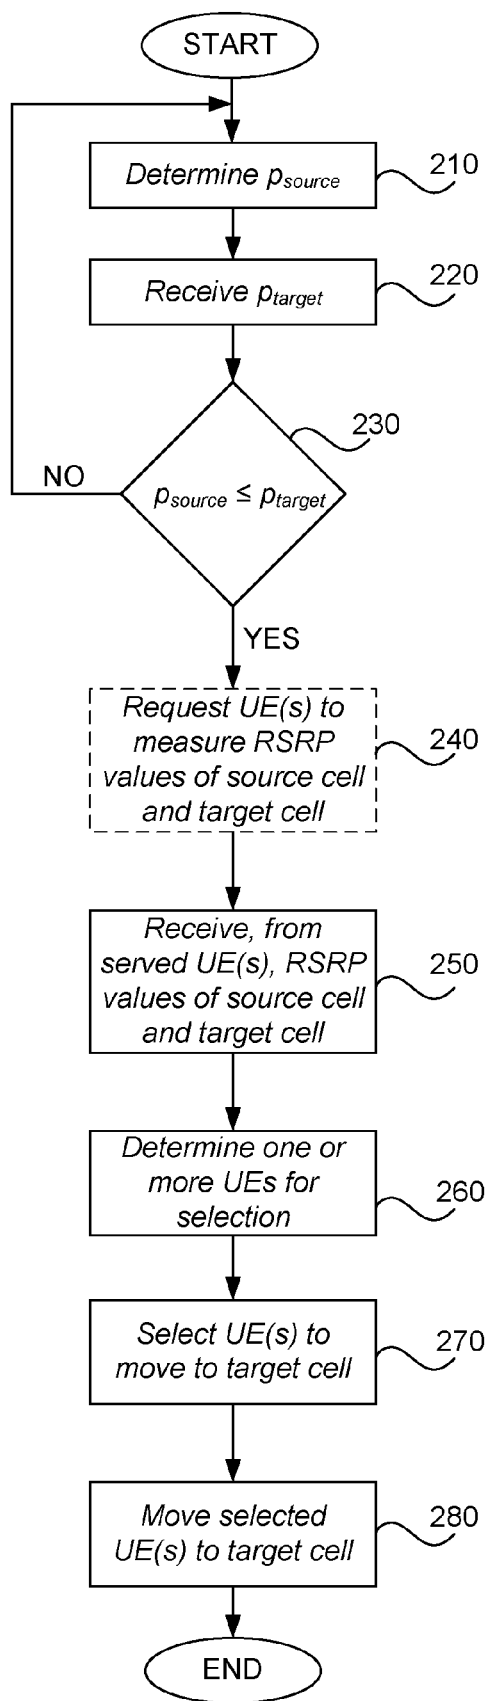 START
Determine p_source
210
Receive p_target
220
230
p_source ≤ p_target
NO
YES
Request UE(s) to
measure RSRP
values of source cell
and target cell
240
Receive, from
served UE(s), RSRP
values of source cell
and target cell
250
Determine one or
more UEs for
selection
260
Select UE(s) to
move to target cell
270
Move selected
UE(s) to target cell
280
END